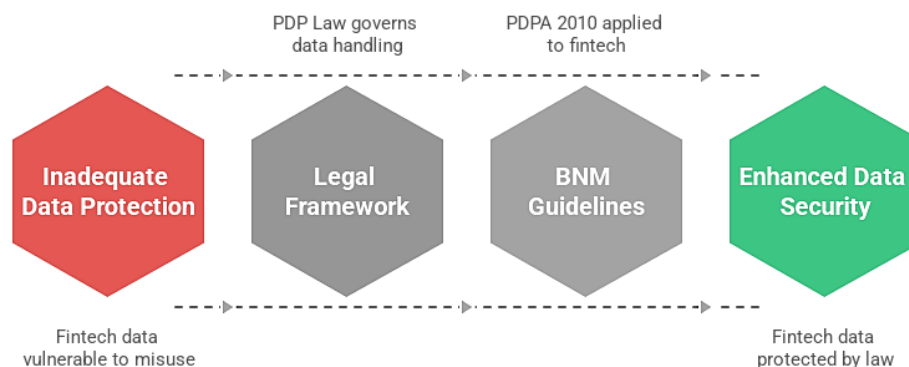 PDP Law governs
data handling
PDPA 2010 applied
to fintech
Inadequate
Data Protection
Legal
Framework
BNM
Guidelines
Enhanced Data
Security
Fintech data
vulnerable to misuse
Fintech data
protected by law